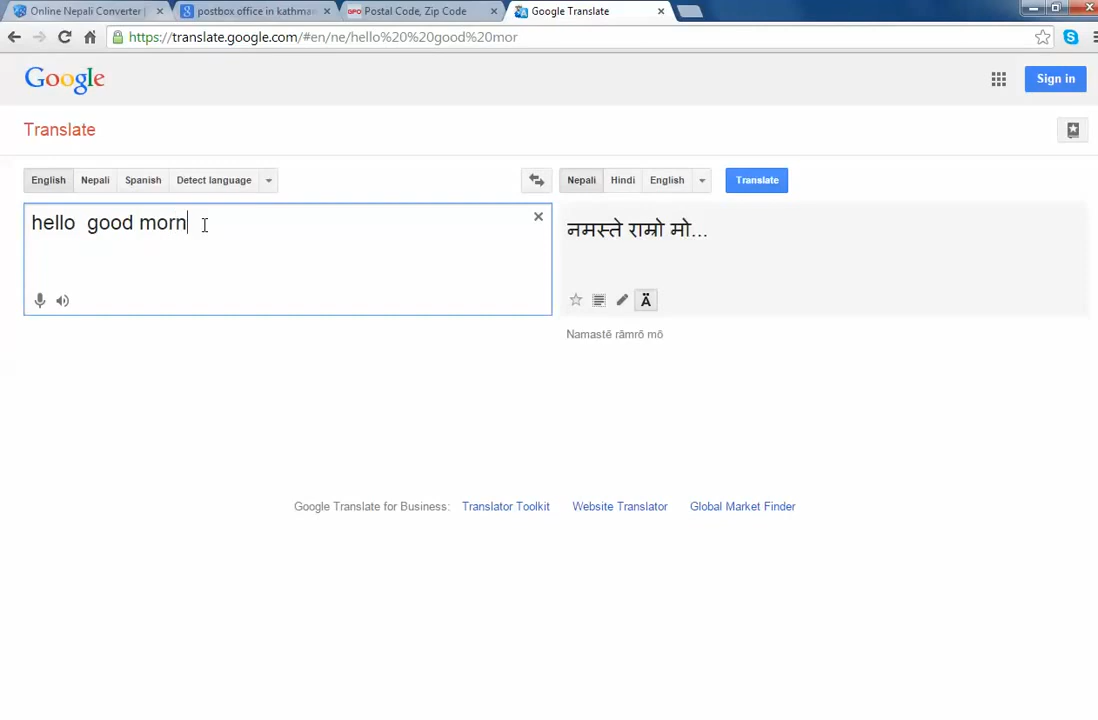 Online Nepali Converter |
postbox office in kathman
GPO Postal Code, Zip Code
Google Translate
https://translate.google.com/#en/ne/hello%20%20good%20mor
Google
Sign in
Translate
English Nepali Spanish Detect language
Nepali Hindi English Translate
hello  good morn
नमस्ते राम्रो मो...
Ä
Namastē rāmrō mō
Google Translate for Business: Translator Toolkit Website Translator Global Market Finder